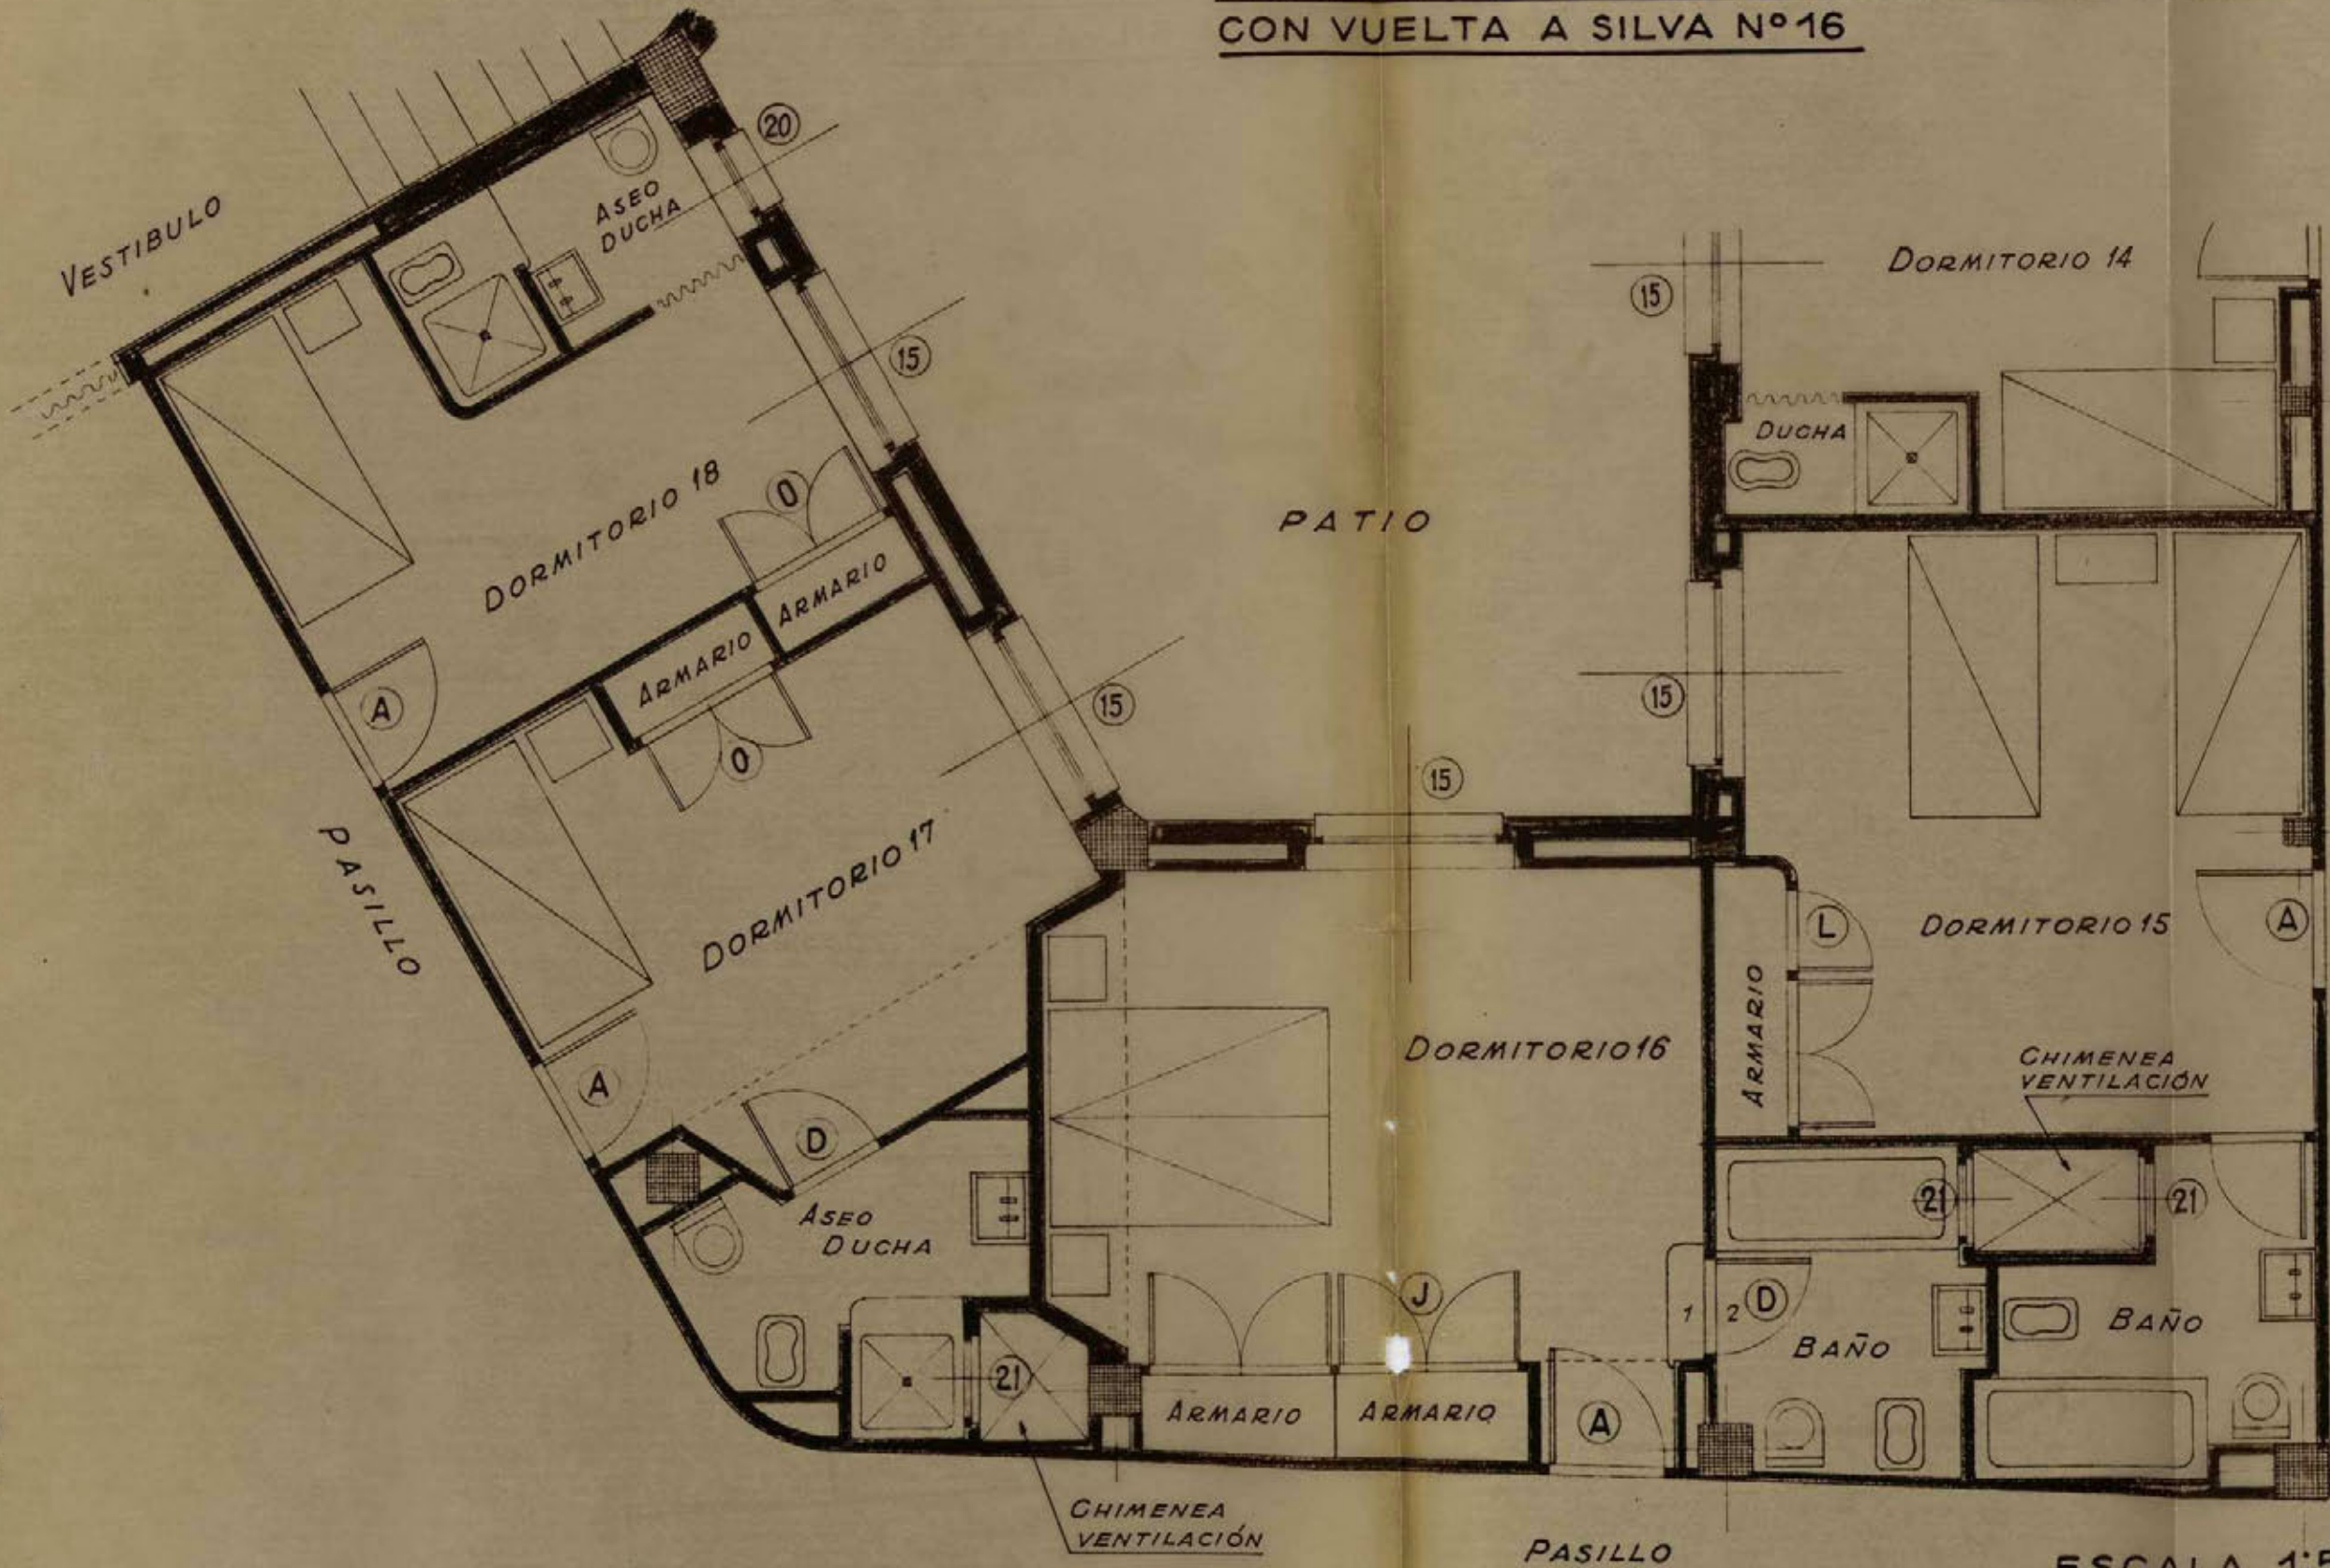 CON VUELTA A SILVA Nº16
VESTIBULO
20
ASEO
DUCHA
15
DORMITORIO 18
O
ARMARIO
ARMARIO
O
A
PASILLO
15
DORMITORIO 17
A
D
ASEO
DUCHA
21
CHIMENEA
VENTILACIÓN
PATIO
15
DORMITORIO 16
J
ARMARIO
ARMARIO
A
1
2
D
PASILLO
15
DORMITORIO 14
DUCHA
15
L
DORMITORIO 15
A
ARMARIO
CHIMENEA
VENTILACIÓN
21
21
BAÑO
BAÑO
ESCALA